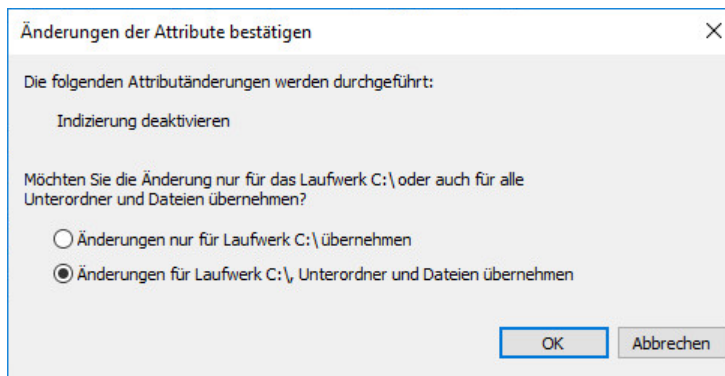 Änderungen der Attribute bestätigen
Die folgenden Attributänderungen werden durchgeführt:
Indizierung deaktivieren
Möchten Sie die Änderung nur für das Laufwerk C:\ oder auch für alle
Unterordner und Dateien übernehmen?
Änderungen nur für Laufwerk C:\ übernehmen
Änderungen für Laufwerk C:\, Unterordner und Dateien übernehmen
OK Abbrechen